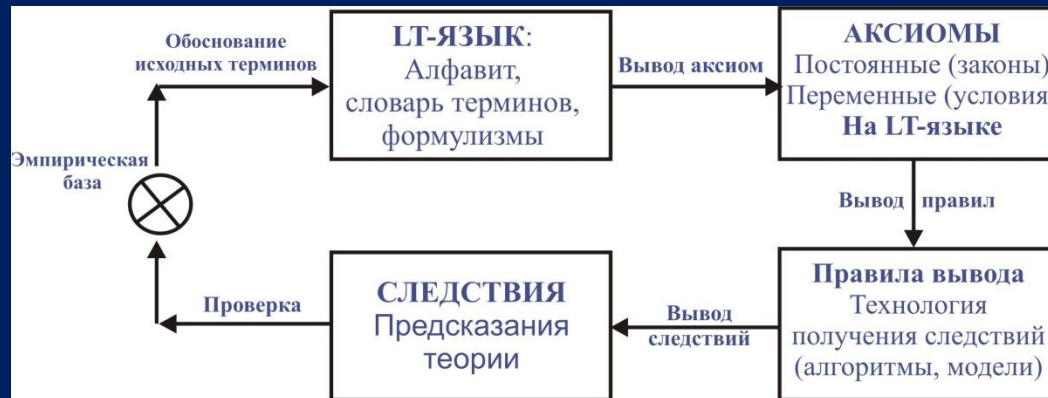 Обоснование
исходных терминов
LT-ЯЗЫК:
Алфавит,
словарь терминов,
формулизмы
Вывод аксиом
АКСИОМЫ
Постоянные (законы)
Переменные (условия
На LT-языке
Эмпирическая
база
Вывод правил
Проверка
СЛЕДСТВИЯ
Предсказания
теории
Вывод
следствий
Правила вывода
Технология
получения следствий
(алгоритмы, модели)